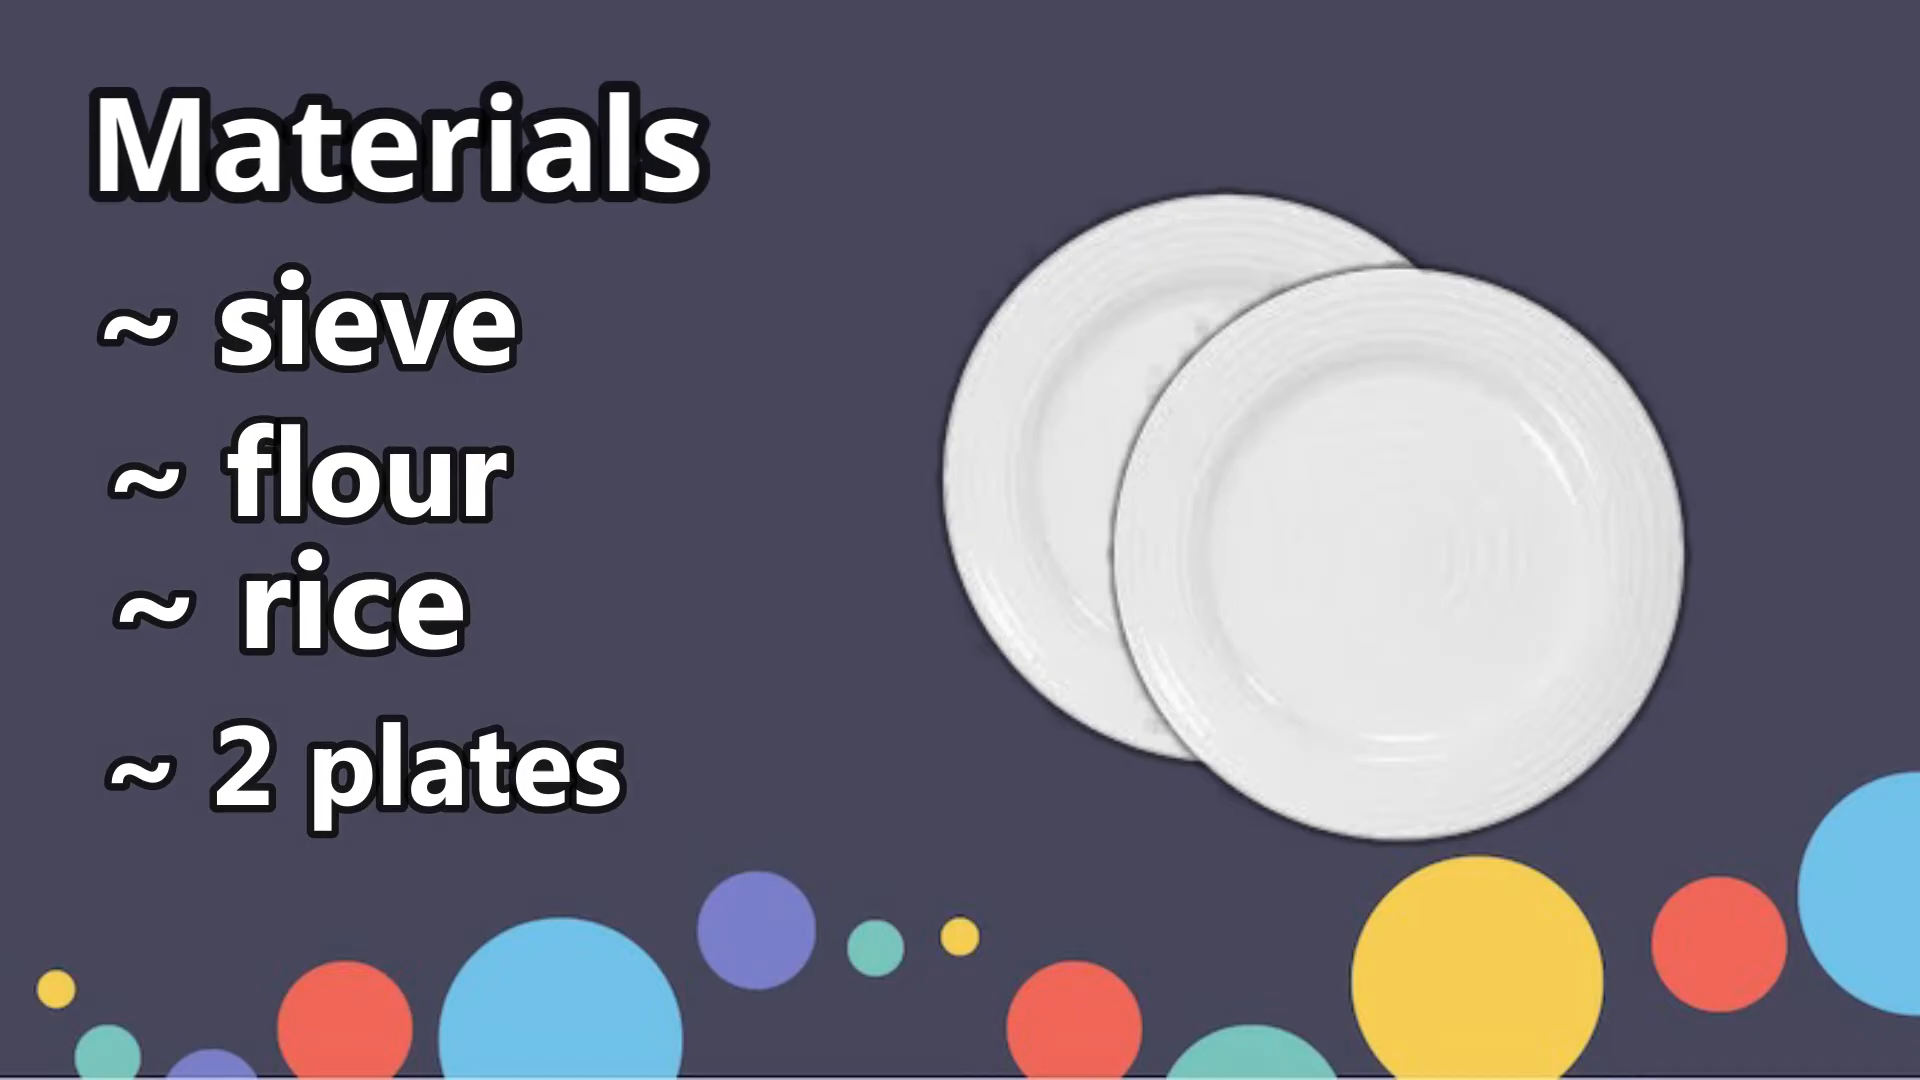 Materials
~ sieve
~ flour
~ rice
~ 2 plates